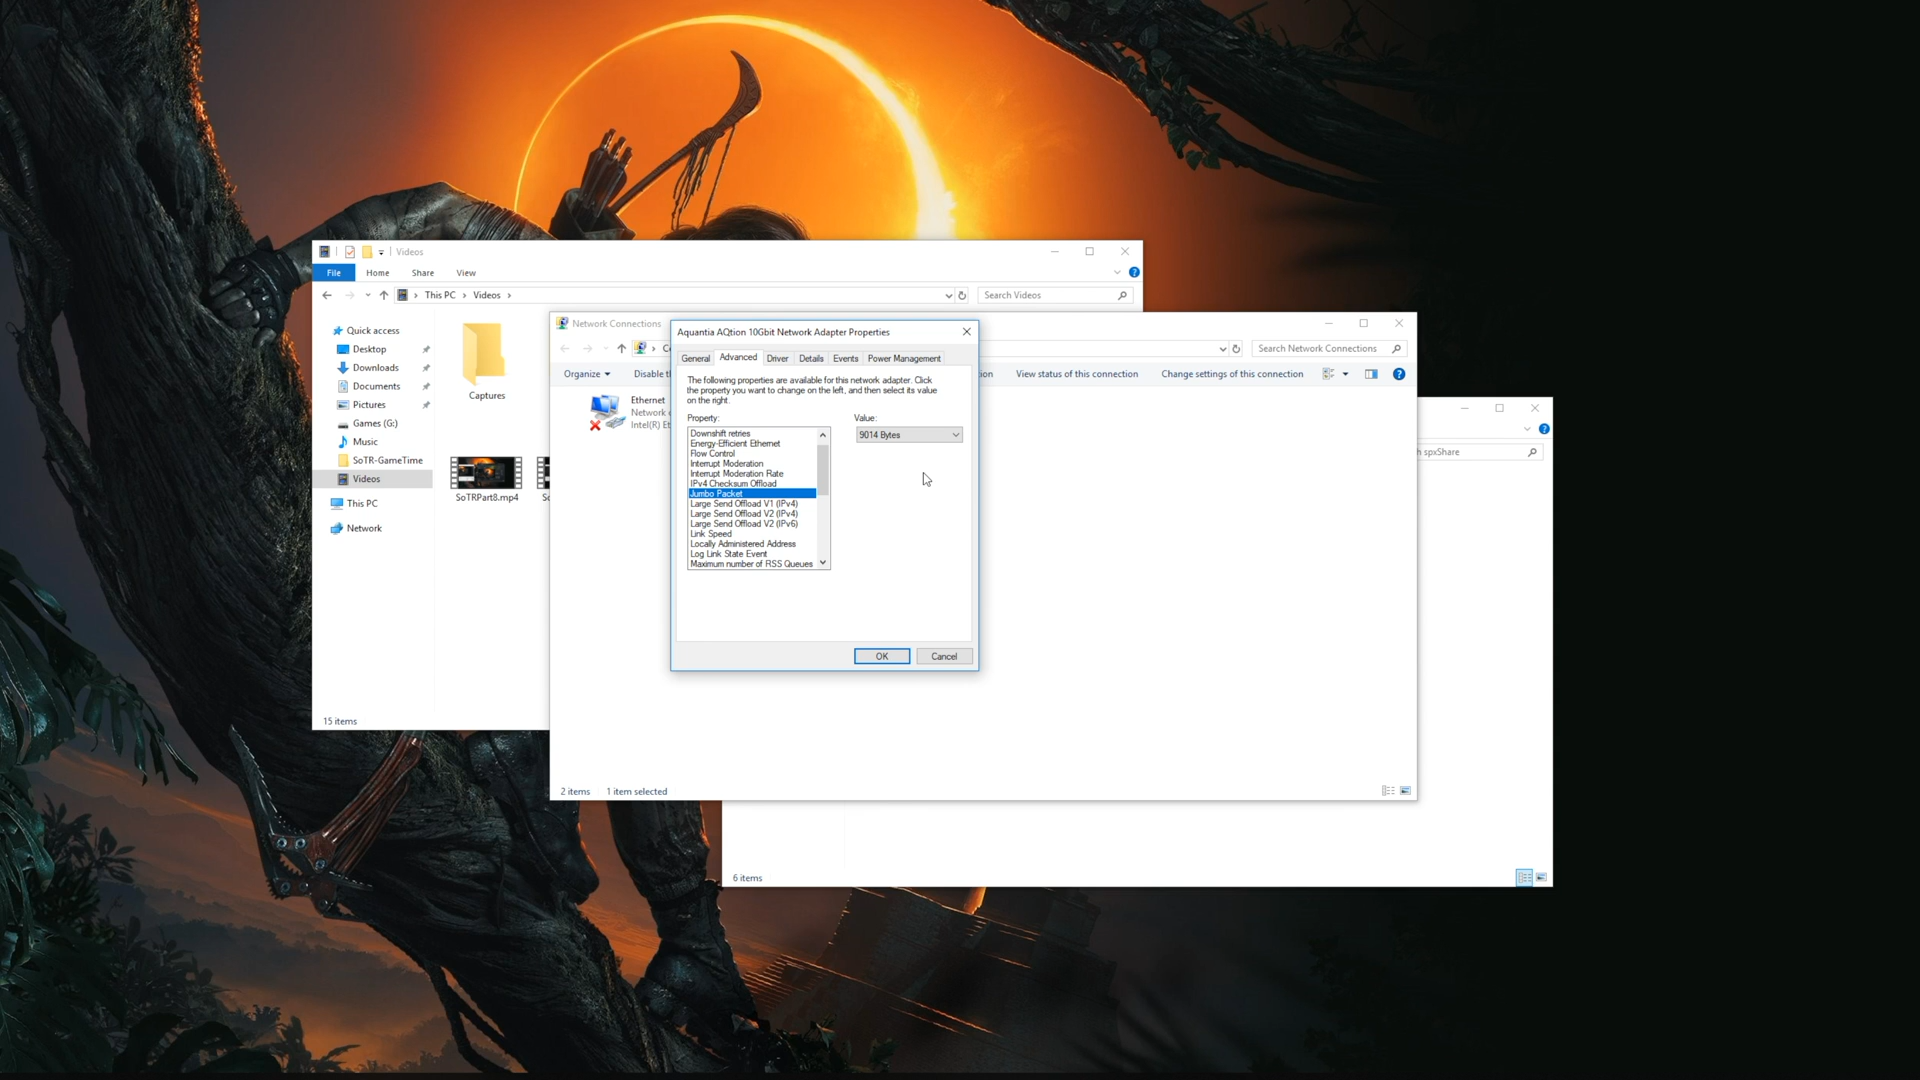 Videos
File Home Share View
This PC Videos
Search Videos
Quick access
Desktop
Downloads
Documents
Pictures
Games (G:)
Music
SoTR-GameTime
Videos
This PC
Network
Captures
SoTRPart8.mp4
15 items
Network Connections
Search Network Connections
Organize
View status of this connection
Change settings of this connection
Ethernet
2 items 1 item selected
Aquantia AQtion 10Gbit Network Adapter Properties
General Advanced Driver Details Events Power Management
The following properties are available for this network adapter. Click
the property you want to change on the left, and then select its value
on the right.
Property:
Downshift retries
Energy-Efficient Ethernet
Flow Control
Interrupt Moderation
Interrupt Moderation Rate
IPv4 Checksum Offload
Jumbo Packet
Large Send Offload V1 (IPv4)
Large Send Offload V2 (IPv4)
Large Send Offload V2 (IPv6)
Link Speed
Locally Administered Address
Log Link State Event
Maximum number of RSS Queues
Value:
9014 Bytes
OK Cancel
spxShare
6 items